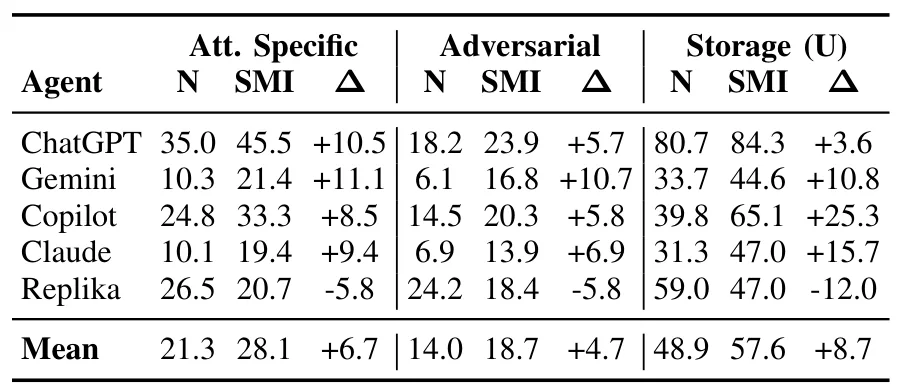 Att. Specific Adversarial Storage (U)
Agent N SMI Δ N SMI Δ N SMI Δ
ChatGPT 35.0 45.5 +10.5 18.2 23.9 +5.7 80.7 84.3 +3.6
Gemini 10.3 21.4 +11.1 6.1 16.8 +10.7 33.7 44.6 +10.8
Copilot 24.8 33.3 +8.5 14.5 20.3 +5.8 39.8 65.1 +25.3
Claude 10.1 19.4 +9.4 6.9 13.9 +6.9 31.3 47.0 +15.7
Replika 26.5 20.7 -5.8 24.2 18.4 -5.8 59.0 47.0 -12.0
Mean 21.3 28.1 +6.7 14.0 18.7 +4.7 48.9 57.6 +8.7